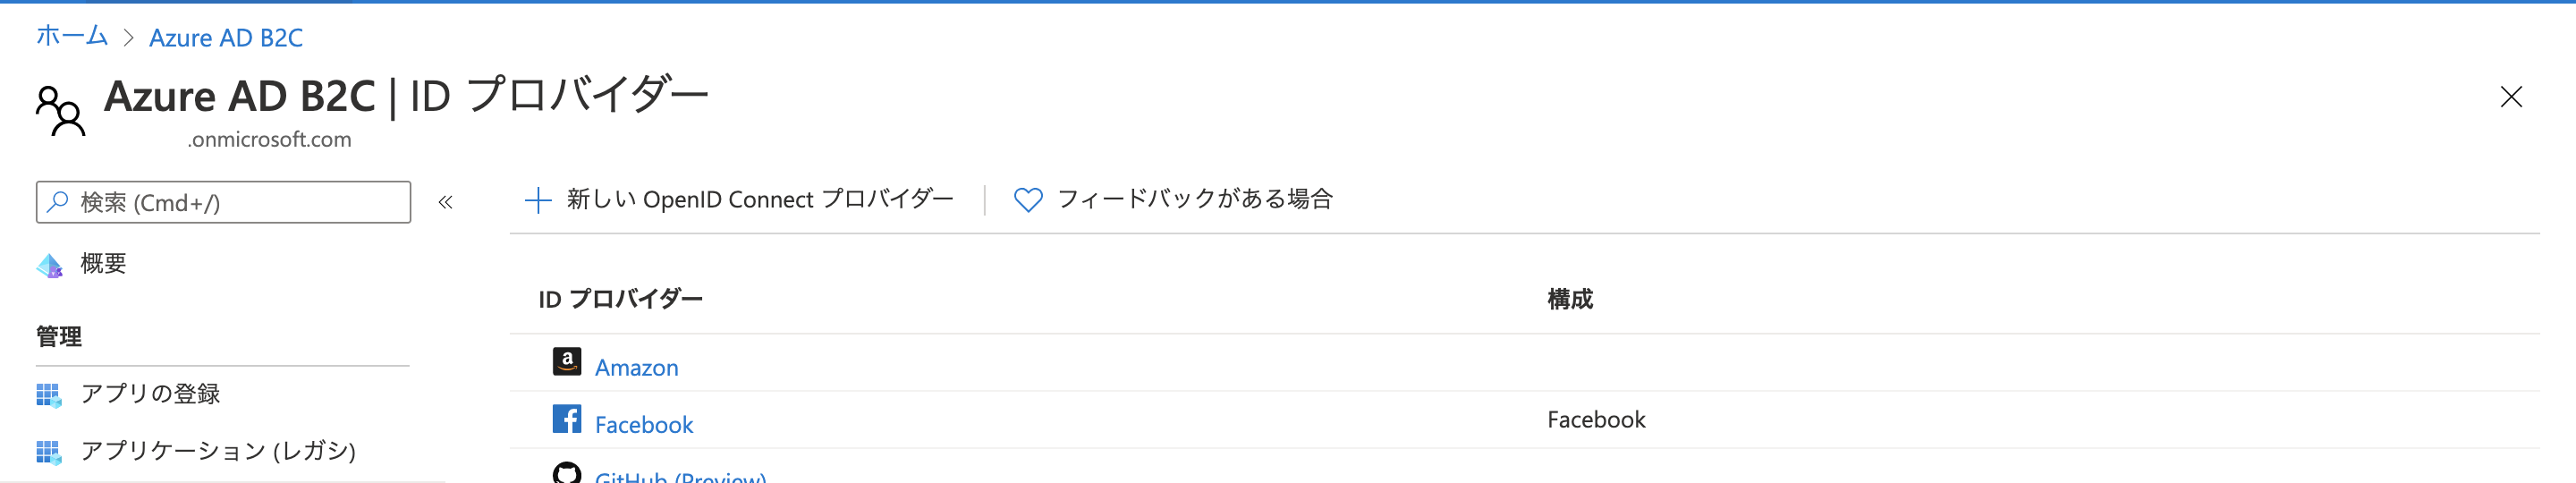 ホーム > Azure AD B2C
Azure AD B2C | ID プロバイダー
.onmicrosoft.com
検索 (Cmd+/)
«
新しい OpenID Connect プロバイダー
フィードバックがある場合
概要
管理
アプリの登録
アプリケーション (レガシ)
ID プロバイダー
構成
Amazon
Facebook
Facebook
GitHub (Preview)